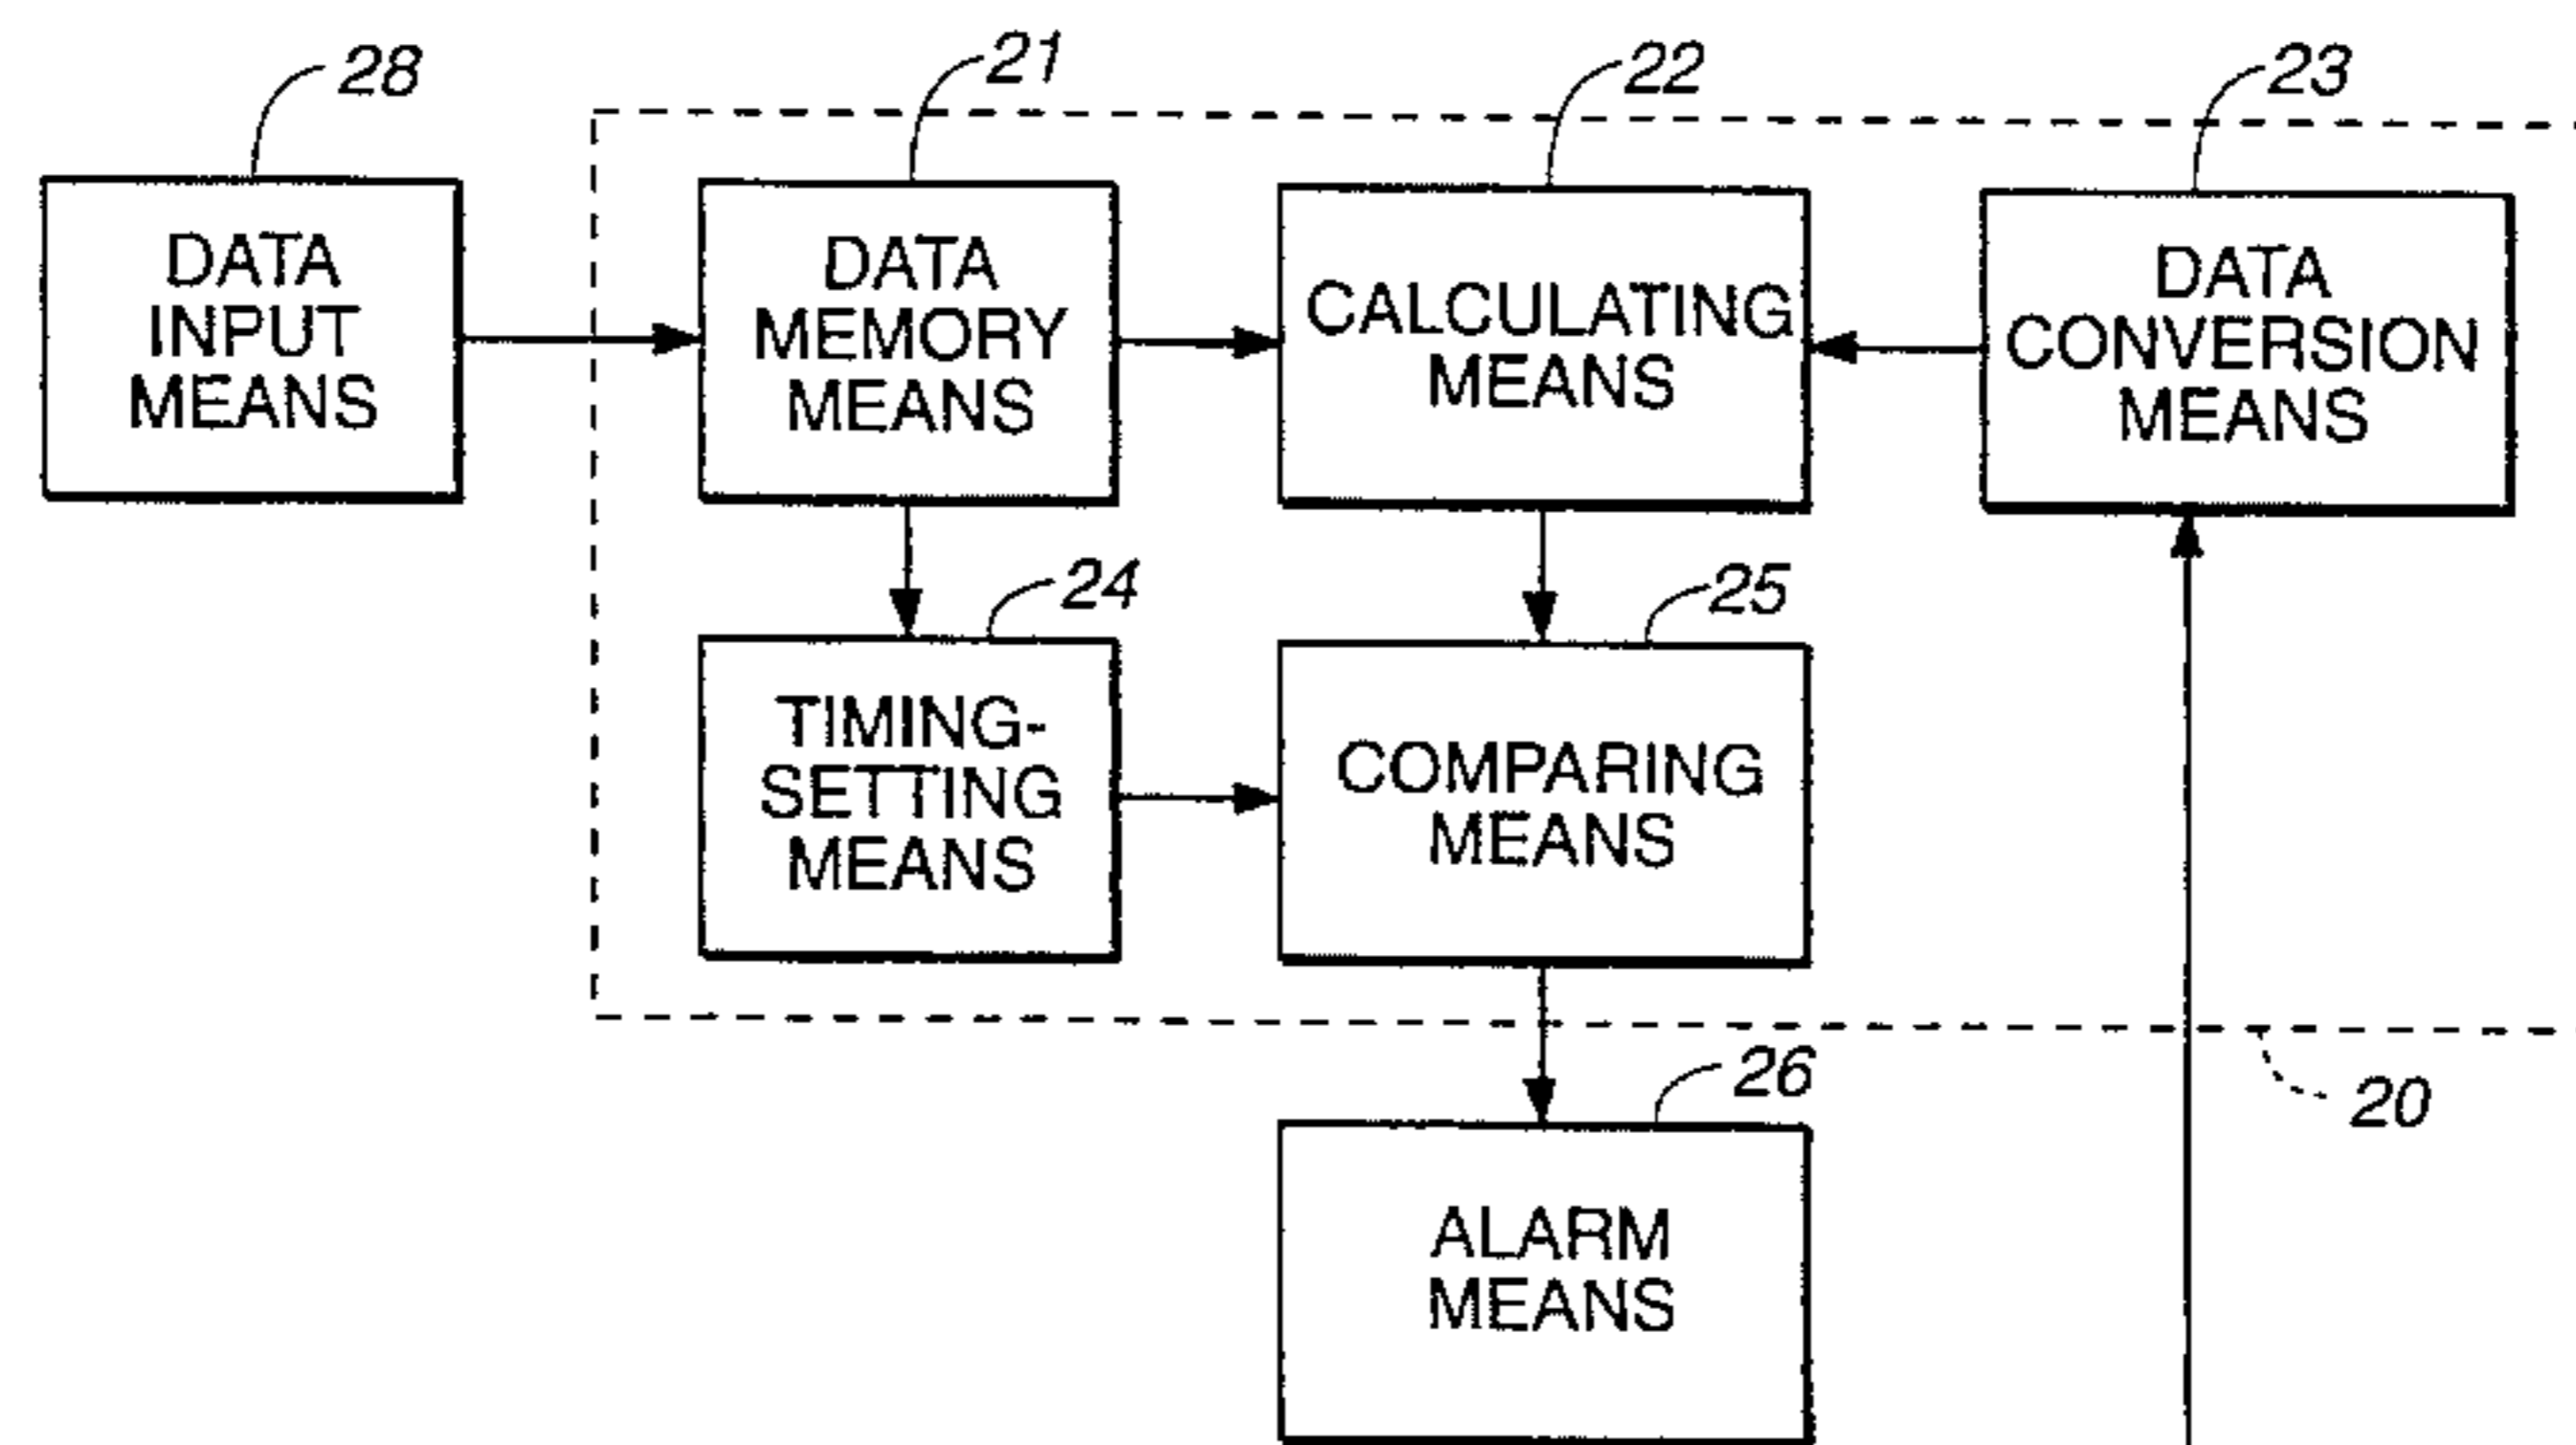 28
21
22
23
DATA
INPUT
MEANS
DATA
MEMORY
MEANS
CALCULATING
MEANS
DATA
CONVERSION
MEANS
24
25
TIMING-
SETTING
MEANS
COMPARING
MEANS
26
20
ALARM
MEANS